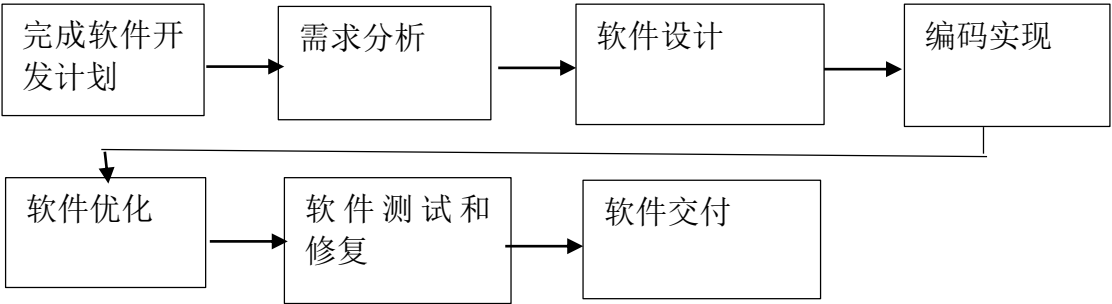 完成软件开
发计划
需求分析
软件设计
编码实现
软件优化
软件测试和
修复
软件交付